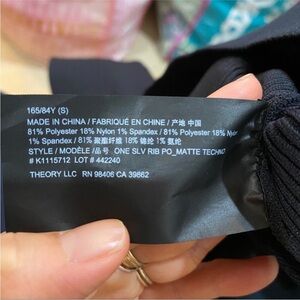 165/84Y (S)
MADE IN CHINA / FABRIQUÉ EN CHINE / 产地 中国
81% Polyester 18% Nylon 1% Spandex / 81% Polyester 18% Nylon
1% Spandex / 81% 聚酯纤维 18% 锦纶 1% 氨纶
STYLE / MODÈLE / 品号 ONE SLV RIB PO_MATTE TECHNO
# K1115712 LOT # 442240
THEORY LLC RN 98406 CA 39862